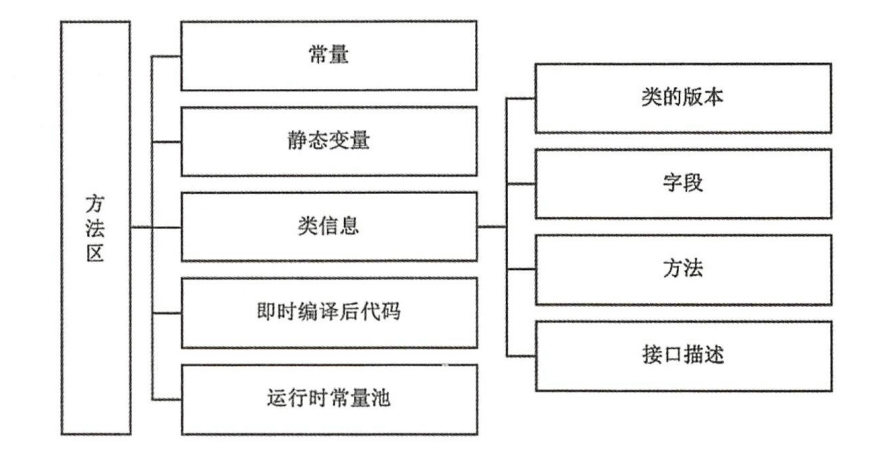 方法区
常量
静态变量
类信息
即时编译后代码
运行时常量池
类的版本
字段
方法
接口描述